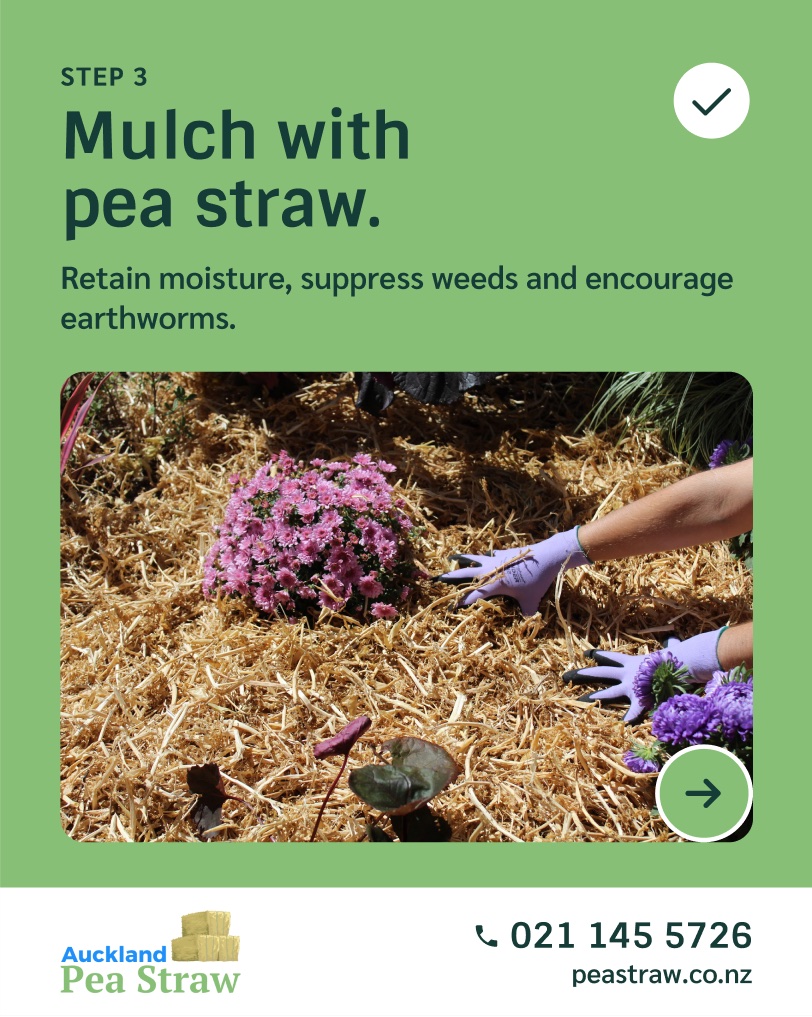 STEP 3
Mulch with
pea straw.
Retain moisture, suppress weeds and encourage
earthworms.
Auckland
Pea Straw
021 145 5726
peastraw.co.nz